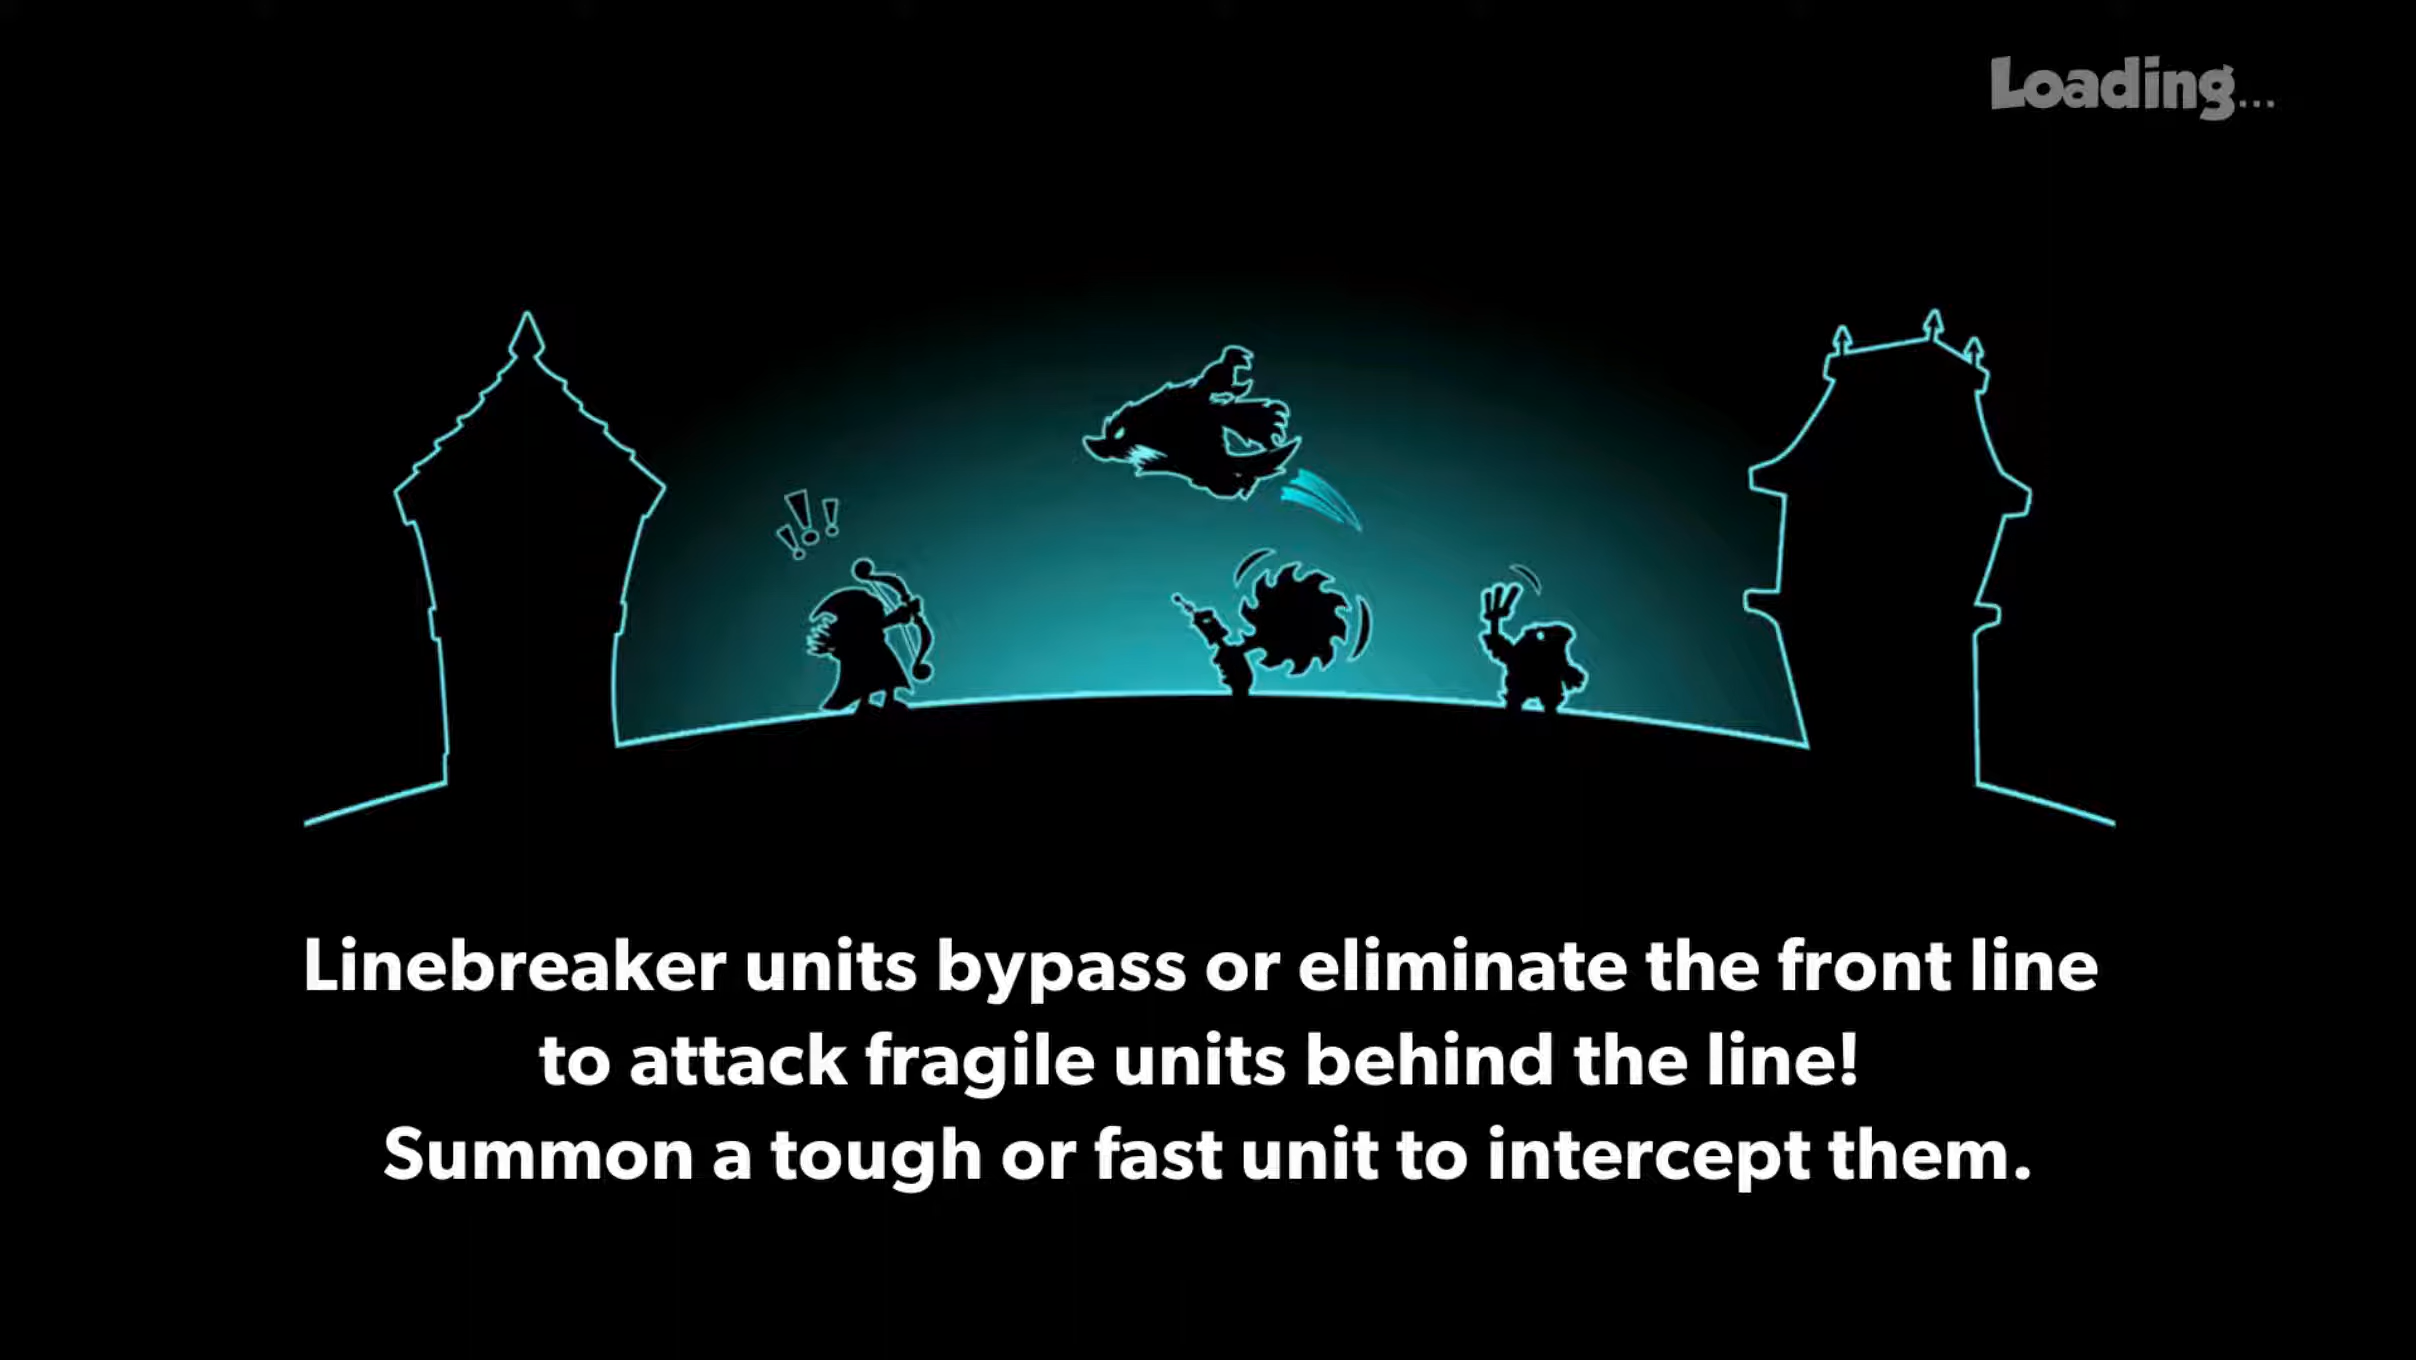 Loading...
!!!
Linebreaker units bypass or eliminate the front line
to attack fragile units behind the line!
Summon a tough or fast unit to intercept them.